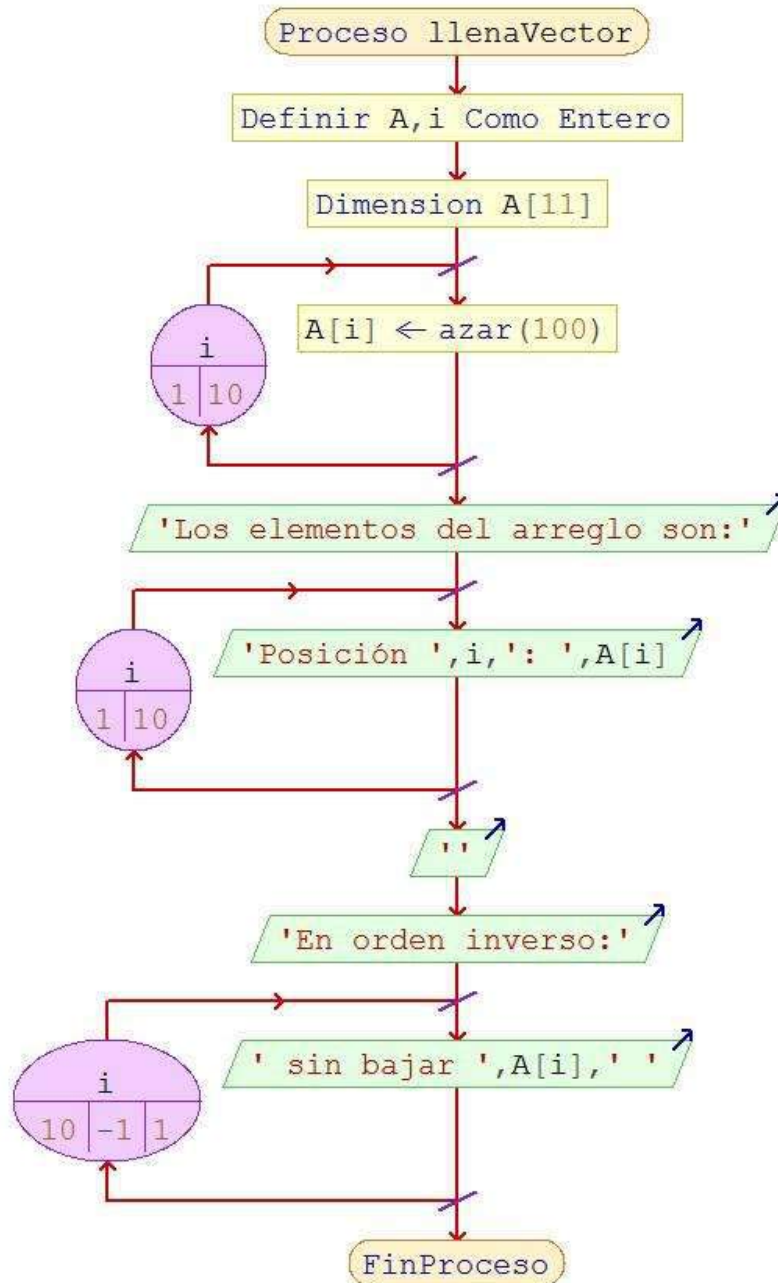 Proceso llenaVector
Definir A,i Como Entero
Dimension A[11]
A[i] ← azar(100)
i
1 10
'Los elementos del arreglo son:'
'Posición ',i,': ',A[i]
i
1 10
''
'En orden inverso:'
' sin bajar ',A[i],' '
i
10 -1 1
FinProceso